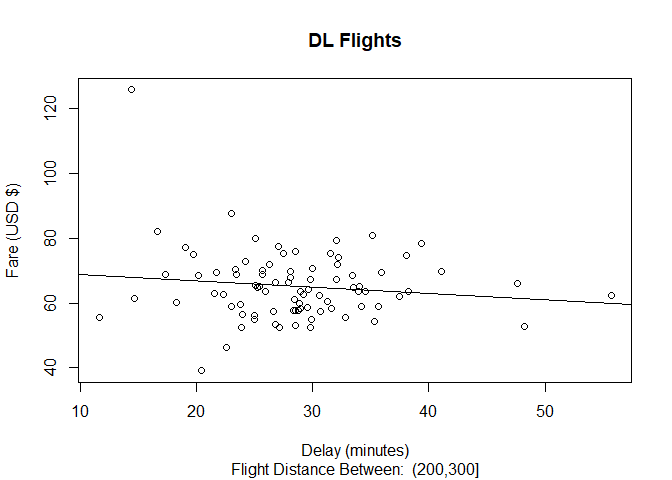 DL Flights
Fare (USD $)
120
100
80
60
40
10 20 30 40 50
Delay (minutes)
Flight Distance Between: (200,300]